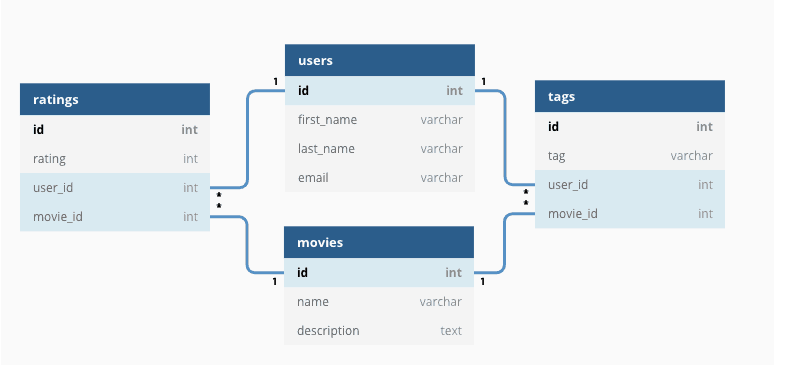 users
1
id int
1
first_name varchar
last_name varchar
email varchar
ratings
id int
rating int
user_id int
*
movie_id int
*
tags
id int
tag varchar
user_id int
*
movie_id int
*
movies
id int
1
1
name varchar
description text